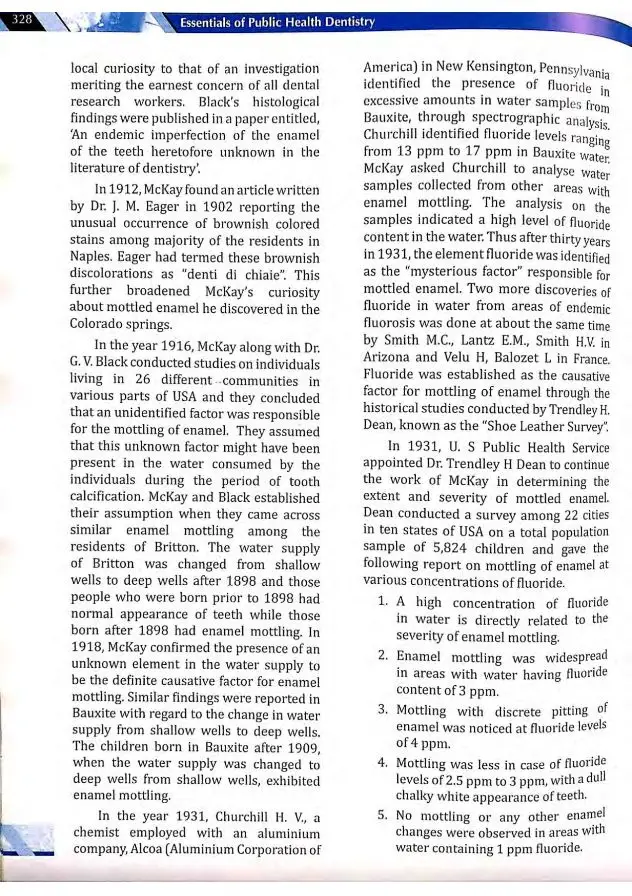 328
Essentials of Public Health Dentistry
local curiosity to that of an investigation
meriting the earnest concern of all dental
research workers. Black's histological
findings were published in a paper entitled,
'An endemic imperfection of the enamel
of the teeth heretofore unknown in the
literature of dentistry'.
In 1912, McKay found an article written
by Dr. J. M. Eager in 1902 reporting the
unusual occurrence of brownish colored
stains among majority of the residents in
Naples. Eager had termed these brownish
discolorations as "denti di chiaie". This
further broadened McKay's curiosity
about mottled enamel he discovered in the
Colorado springs.
In the year 1916, McKay along with Dr.
G. V. Black conducted studies on individuals
living in 26 different communities in
various parts of USA and they concluded
that an unidentified factor was responsible
for the mottling of enamel. They assumed
that this unknown factor might have been
present in the water consumed by the
individuals during the period of tooth
calcification. McKay and Black established
their assumption when they came across
similar enamel mottling among the
residents of Britton. The water supply
of Britton was changed from shallow
wells to deep wells after 1898 and those
people who were born prior to 1898 had
normal appearance of teeth while those
born after 1898 had enamel mottling. In
1918, McKay confirmed the presence of an
unknown element in the water supply to
be the definite causative factor for enamel
mottling. Similar findings were reported in
Bauxite with regard to the change in water
supply from shallow wells to deep wells.
The children born in Bauxite after 1909,
when the water supply was changed to
deep wells from shallow wells, exhibited
enamel mottling.
In the year 1931, Churchill H. V., a
chemist employed with an aluminium
company, Alcoa (Aluminium Corporation of
America) in New Kensington, Pennsylvania
identified the presence of fluoride in
excessive amounts in water samples from
Bauxite, through spectrographic analysis.
Churchill identified fluoride levels ranging
from 13 ppm to 17 ppm in Bauxite water.
McKay asked Churchill to analyse water
samples collected from other areas with
enamel mottling. The analysis on the
samples indicated a high level of fluoride
content in the water. Thus after thirty years
in 1931, the element fluoride was identified
as the "mysterious factor" responsible for
mottled enamel. Two more discoveries of
fluoride in water from areas of endemic
fluorosis was done at about the same time
by Smith M.C., Lantz E.M., Smith H.V. in
Arizona and Velu H, Balozet L in France.
Fluoride was established as the causative
factor for mottling of enamel through the
historical studies conducted by Trendley H.
Dean, known as the "Shoe Leather Survey".
In 1931, U. S Public Health Service
appointed Dr. Trendley H Dean to continue
the work of McKay in determining the
extent and severity of mottled enamel.
Dean conducted a survey among 22 cities
in ten states of USA on a total population
sample of 5,824 children and gave the
following report on mottling of enamel at
various concentrations of fluoride.
1. A high concentration of fluoride
in water is directly related to the
severity of enamel mottling.
2. Enamel mottling was widespread
in areas with water having fluoride
content of 3 ppm.
3. Mottling with discrete pitting of
enamel was noticed at fluoride levels
of 4 ppm.
4. Mottling was less in case of fluoride
levels of 2.5 ppm to 3 ppm, with a dull
chalky white appearance of teeth.
5. No mottling or any other enamel
changes were observed in areas with
water containing 1 ppm fluoride.